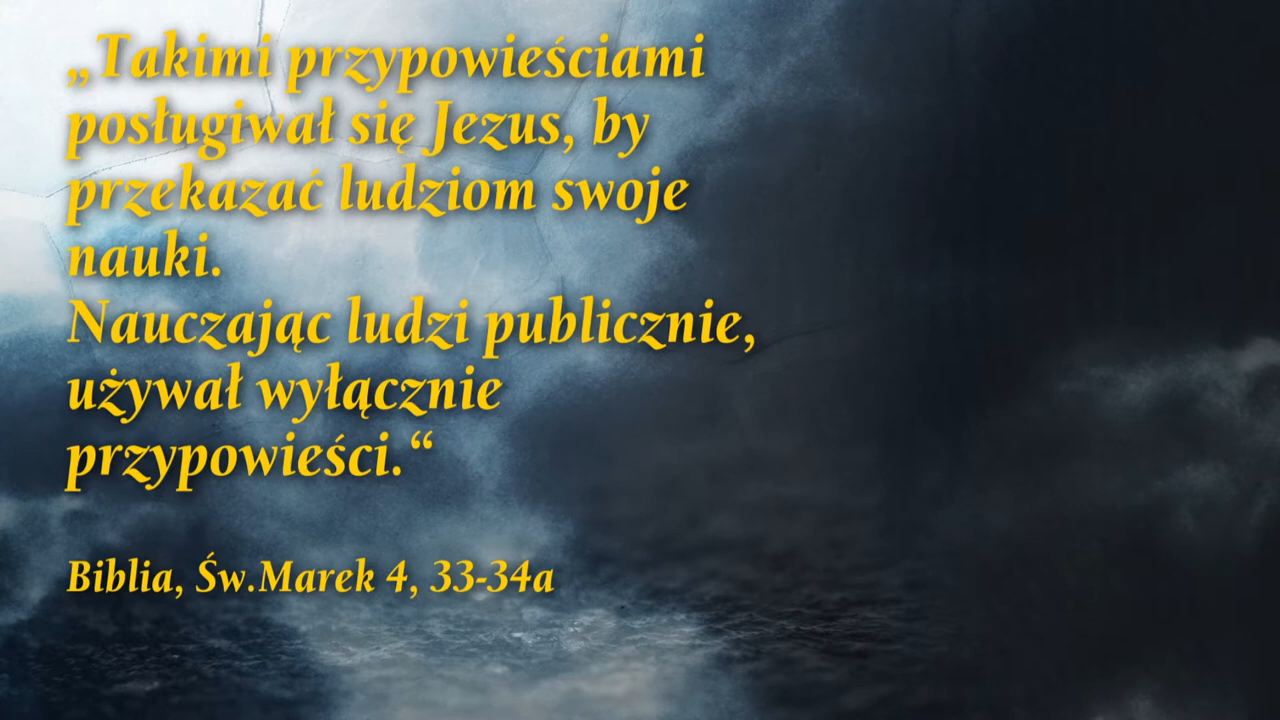 „Takimi przypowieściami
posługiwał się Jezus, by
przekazać ludziom swoje
nauki.
Nauczając ludzi publicznie,
używał wyłącznie
przypowieści.“
Biblia, Św.Marek 4, 33-34a